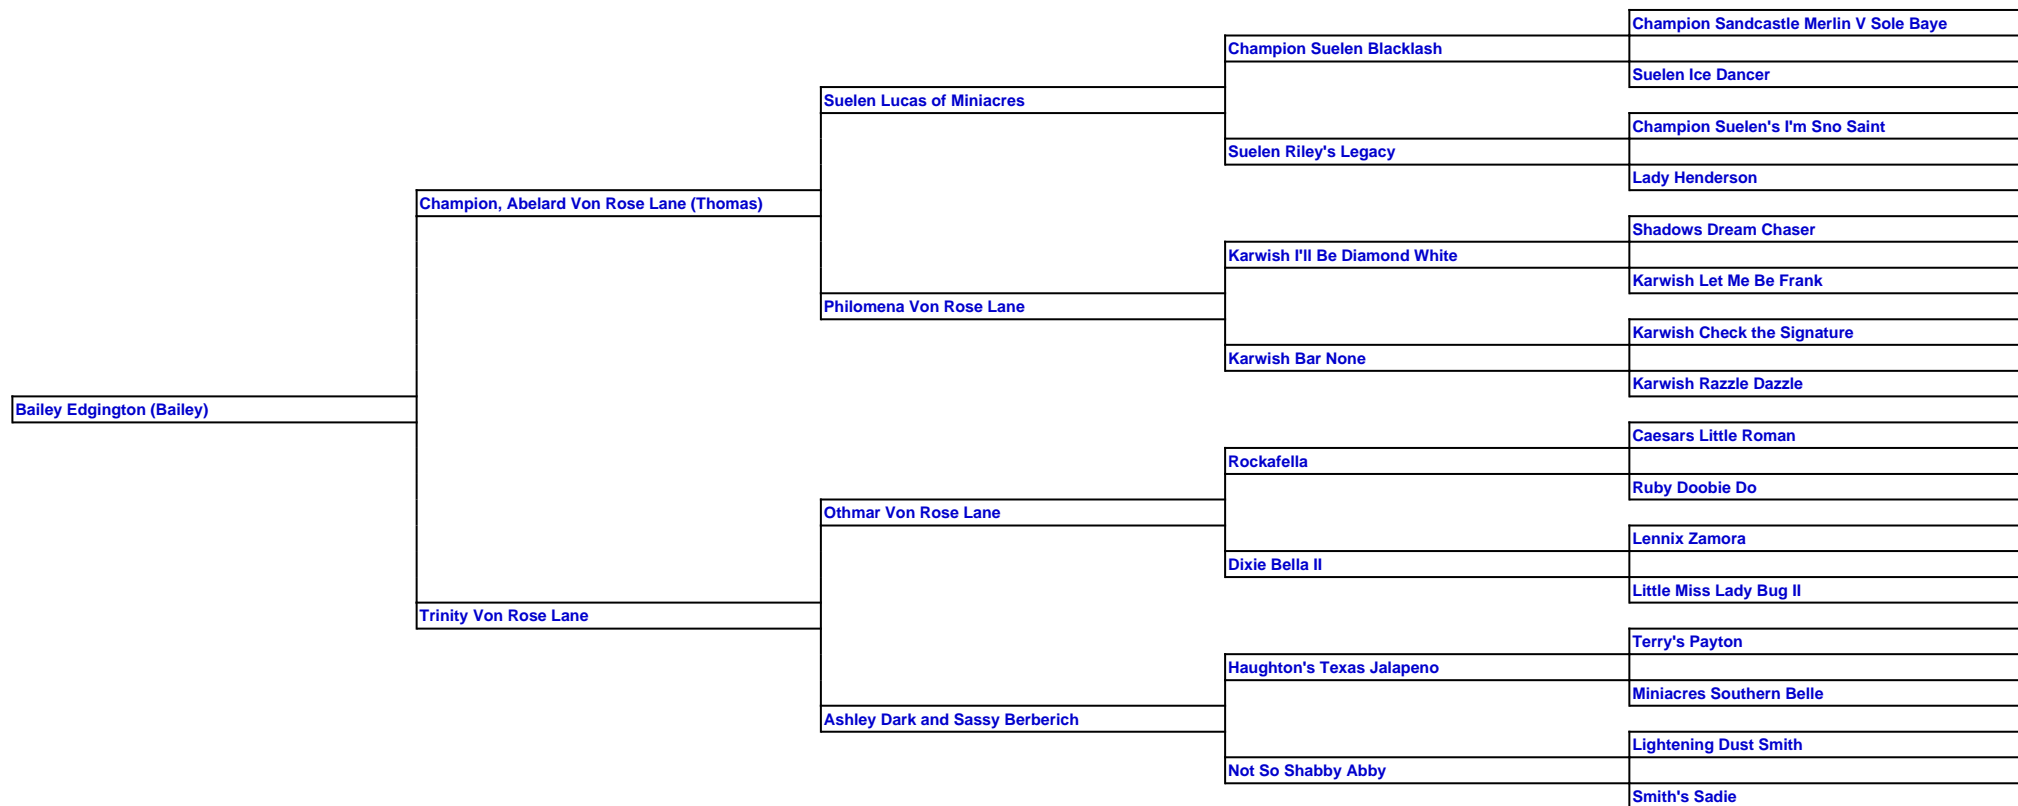 Champion Sandcastle Merlin V Sole Baye
Champion Suelen Blacklash
Suelen Ice Dancer
Suelen Lucas of Miniacres
Champion Suelen's I'm Sno Saint
Suelen Riley's Legacy
Lady Henderson
Champion, Abelard Von Rose Lane (Thomas)
Shadows Dream Chaser
Karwish I'll Be Diamond White
Karwish Let Me Be Frank
Philomena Von Rose Lane
Karwish Check the Signature
Karwish Bar None
Karwish Razzle Dazzle
Bailey Edgington (Bailey)
Caesars Little Roman
Rockafella
Ruby Doobie Do
Othmar Von Rose Lane
Lennix Zamora
Dixie Bella II
Little Miss Lady Bug II
Trinity Von Rose Lane
Terry's Payton
Haughton's Texas Jalapeno
Miniacres Southern Belle
Ashley Dark and Sassy Berberich
Lightening Dust Smith
Not So Shabby Abby
Smith's Sadie